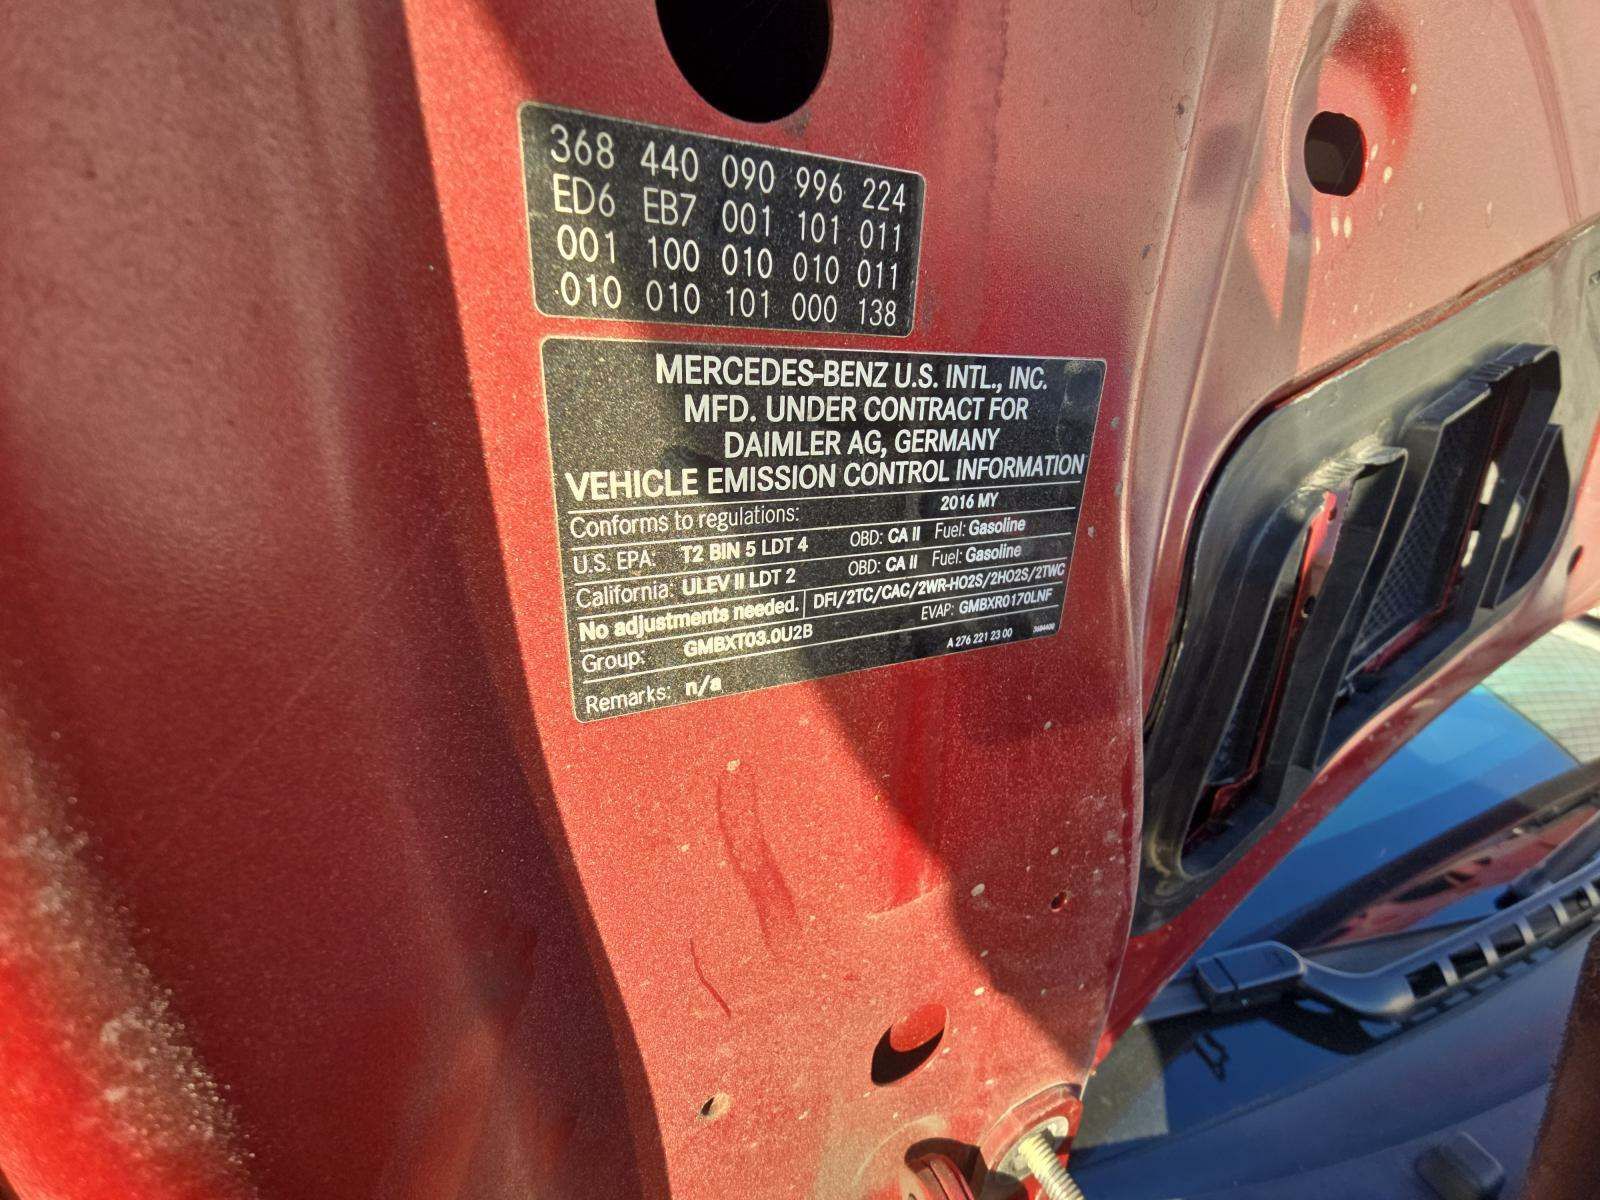 368 440 090 996 224
ED6 EB7 001 101 011
001 100 010 010 011
010 010 101 000 138
MERCEDES-BENZ U.S. INTL., INC.
MFD. UNDER CONTRACT FOR
DAIMLER AG, GERMANY
VEHICLE EMISSION CONTROL INFORMATION
Conforms to regulations: 2016 MY
U.S. EPA: T2 BIN 5 LDT 4 OBD: CA II Fuel: Gasoline
California: ULEV II LDT 2 OBD: CA II Fuel: Gasoline
No adjustments needed. DFI/2TC/CAC/2WR-HO2S/2HO2S/2TWC
Group: GMBXT03.0U2B EVAP: GMBXR0170LNF
Remarks: n/a A 276 221 23 00